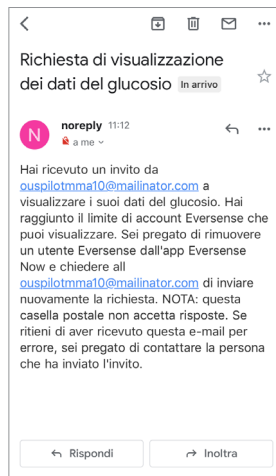 Richiesta di visualizzazione
dei dati del glucosio In arrivo
N
noreply 11:12
a me
Hai ricevuto un invito da
ouspilotmma10@mailinator.com a
visualizzare i suoi dati del glucosio. Hai
raggiunto il limite di account Eversense che
puoi visualizzare. Sei pregato di rimuovere
un utente Eversense dall'app Eversense
Now e chiedere all
ouspilotmma10@mailinator.com di inviare
nuovamente la richiesta. NOTA: questa
casella postale non accetta risposte. Se
ritieni di aver ricevuto questa e-mail per
errore, sei pregato di contattare la persona
che ha inviato l'invito.
Rispondi
Inoltra